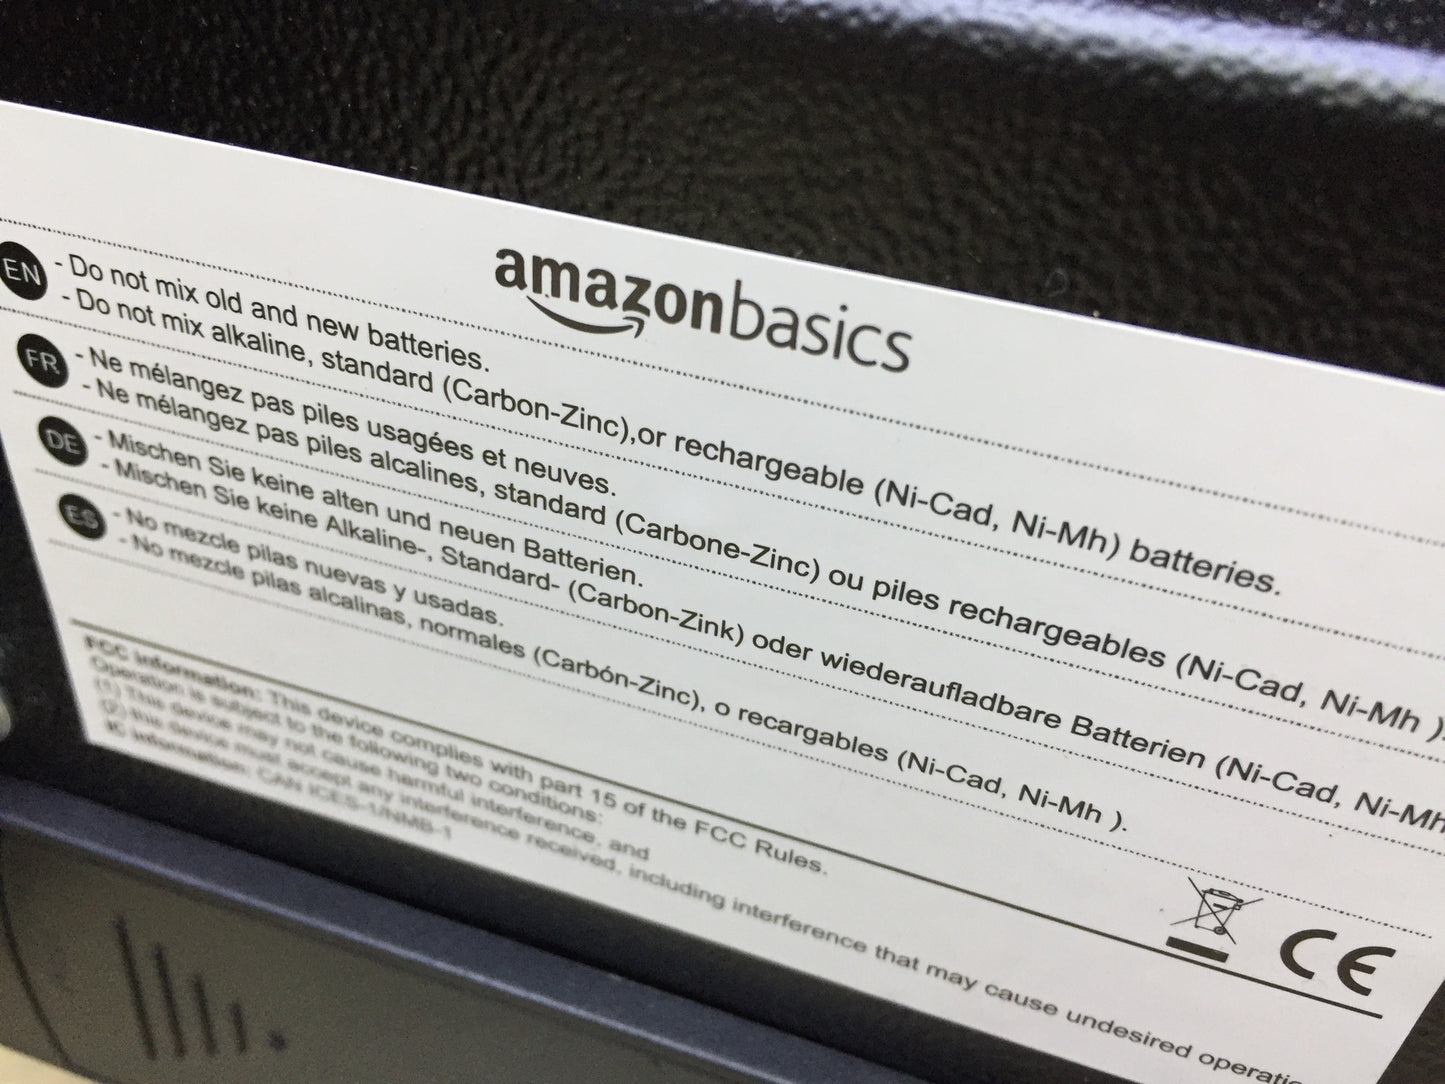 amazonbasics
EN - Do not mix old and new batteries.
- Do not mix alkaline, standard (Carbon-Zinc),or rechargeable (Ni-Cad, Ni-Mh) batteries.
FR - Ne mélangez pas piles usagées et neuves.
- Ne mélangez pas piles alcalines, standard (Carbone-Zinc) ou piles rechargeables (Ni-Cad, Ni-Mh ).
DE - Mischen Sie keine alten und neuen Batterien.
- Mischen Sie keine Alkaline-, Standard- (Carbon-Zink) oder wiederaufladbare Batterien (Ni-Cad, Ni-Mh
ES - No mezcle pilas nuevas y usadas.
- No mezcle pilas alcalinas, normales (Carbón-Zinc), o recargables (Ni-Cad, Ni-Mh ).
FCC Information: This device complies with part 15 of the FCC Rules.
Operation is subject to the following two conditions:
(1) This device may not cause harmful interference, and
(2) this device must accept any interference received, including interference that may cause undesired operati
IC Information: CAN ICES-1/NMB-1
CE